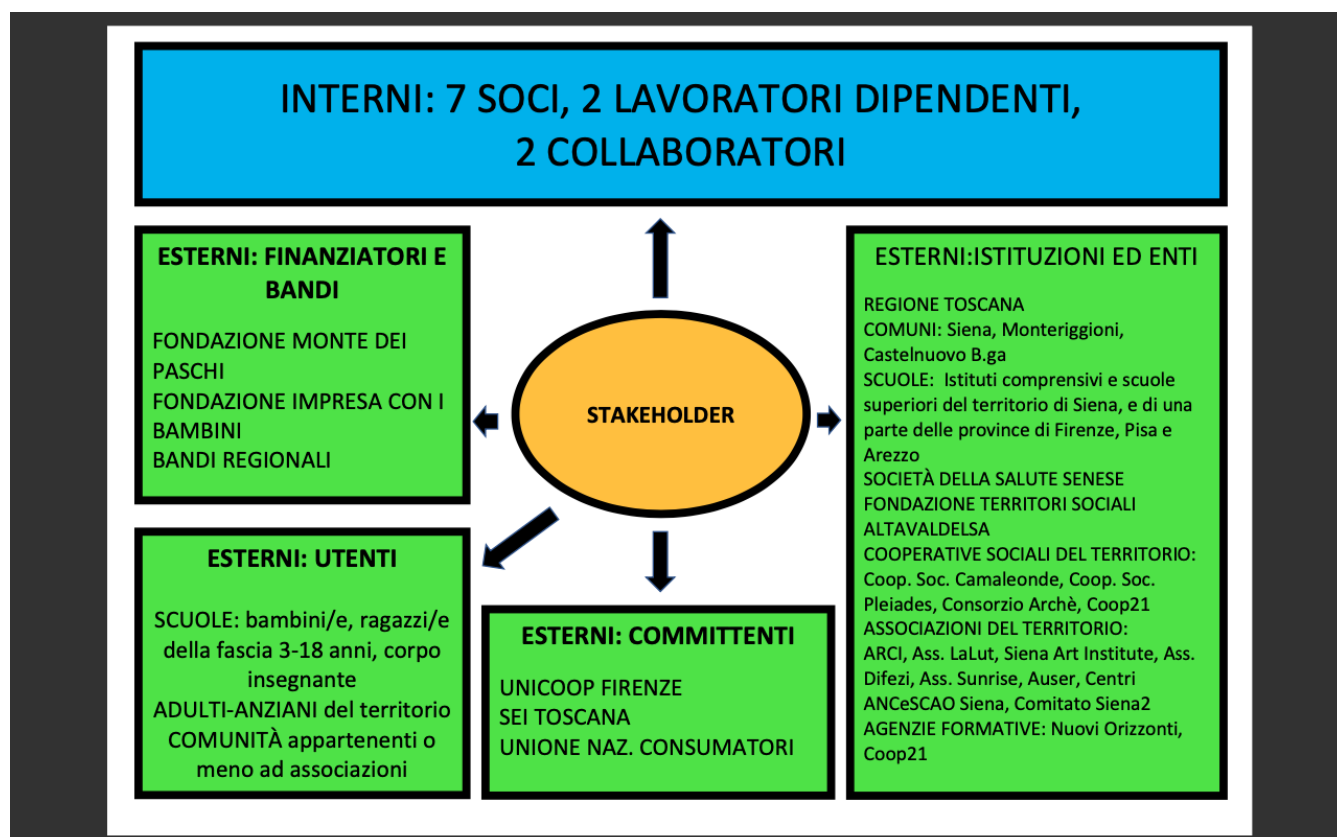 INTERNI: 7 SOCI, 2 LAVORATORI DIPENDENTI,
2 COLLABORATORI
ESTERNI: FINANZIATORI E
BANDI
FONDAZIONE MONTE DEI
PASCHI
FONDAZIONE IMPRESA CON I
BAMBINI
BANDI REGIONALI
STAKEHOLDER
ESTERNI:ISTITUZIONI ED ENTI
REGIONE TOSCANA
COMUNI: Siena, Monteriggioni,
Castelnuovo B.ga
SCUOLE: Istituti comprensivi e scuole
superiori del territorio di Siena, e di una
parte delle province di Firenze, Pisa e
Arezzo
SOCIETÀ DELLA SALUTE SENESE
FONDAZIONE TERRITORI SOCIALI
ALTAVALDELSA
COOPERATIVE SOCIALI DEL TERRITORIO:
Coop. Soc. Camaleonde, Coop. Soc.
Pleiades, Consorzio Archè, Coop21
ASSOCIAZIONI DEL TERRITORIO:
ARCI, Ass. LaLut, Siena Art Institute, Ass.
Difezi, Ass. Sunrise, Auser, Centri
ANCeSCAO Siena, Comitato Siena2
AGENZIE FORMATIVE: Nuovi Orizzonti,
Coop21
ESTERNI: UTENTI
SCUOLE: bambini/e, ragazzi/e
della fascia 3-18 anni, corpo
insegnante
ADULTI-ANZIANI del territorio
COMUNITÀ appartenenti o
meno ad associazioni
ESTERNI: COMMITTENTI
UNICOOP FIRENZE
SEI TOSCANA
UNIONE NAZ. CONSUMATORI